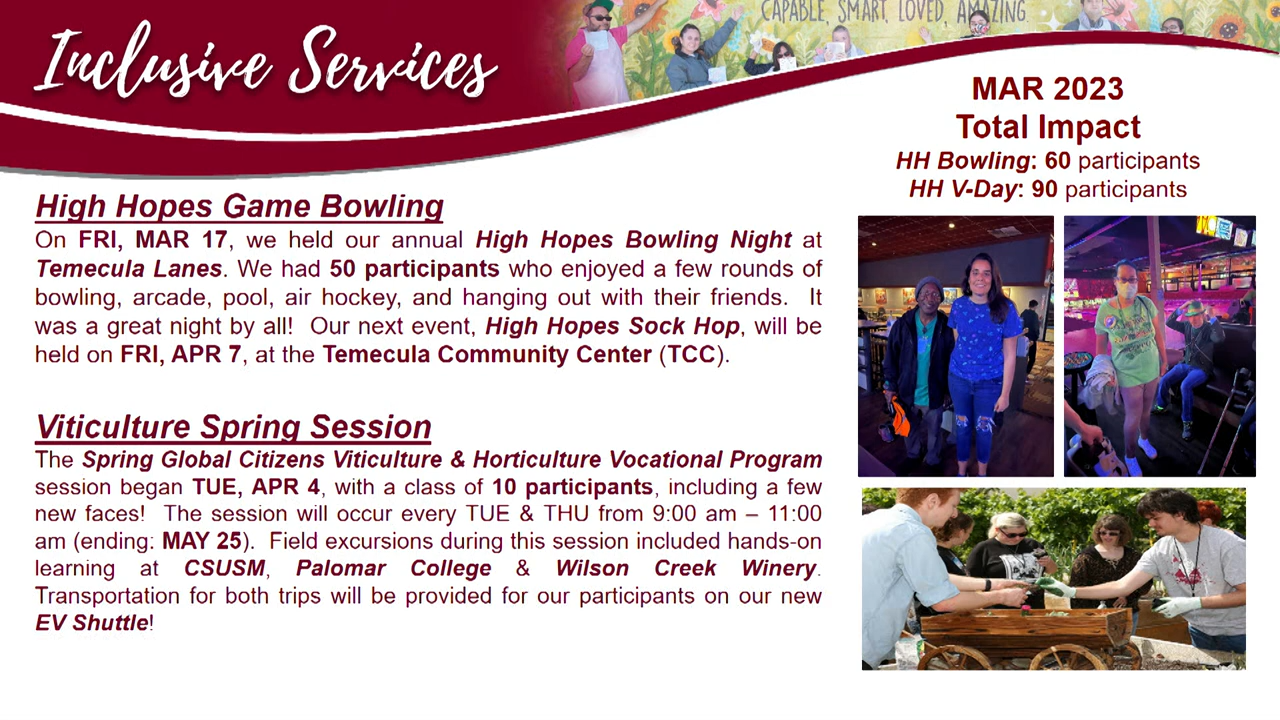 Inclusive Services
CAPABLE, SMART, LOVED, AMAZING
MAR 2023
Total Impact
HH Bowling: 60 participants
HH V-Day: 90 participants
High Hopes Game Bowling
On FRI, MAR 17, we held our annual High Hopes Bowling Night at
Temecula Lanes. We had 50 participants who enjoyed a few rounds of
bowling, arcade, pool, air hockey, and hanging out with their friends. It
was a great night by all! Our next event, High Hopes Sock Hop, will be
held on FRI, APR 7, at the Temecula Community Center (TCC).
Viticulture Spring Session
The Spring Global Citizens Viticulture & Horticulture Vocational Program
session began TUE, APR 4, with a class of 10 participants, including a few
new faces! The session will occur every TUE & THU from 9:00 am – 11:00
am (ending: MAY 25). Field excursions during this session included hands-on
learning at CSUSM, Palomar College & Wilson Creek Winery.
Transportation for both trips will be provided for our participants on our new
EV Shuttle!